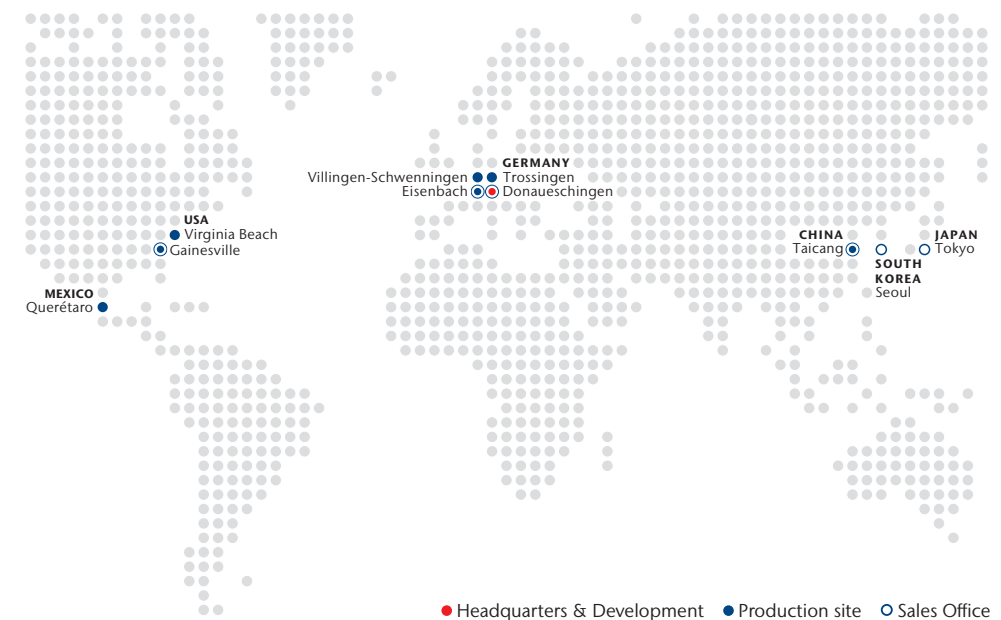 GERMANY
Villingen-Schwenningen Trossingen
Eisenbach Donaueschingen
USA
Virginia Beach
Gainesville
CHINA
Taicang
JAPAN
Tokyo
SOUTH
KOREA
Seoul
MEXICO
Querétaro
Headquarters & Development Production site Sales Office